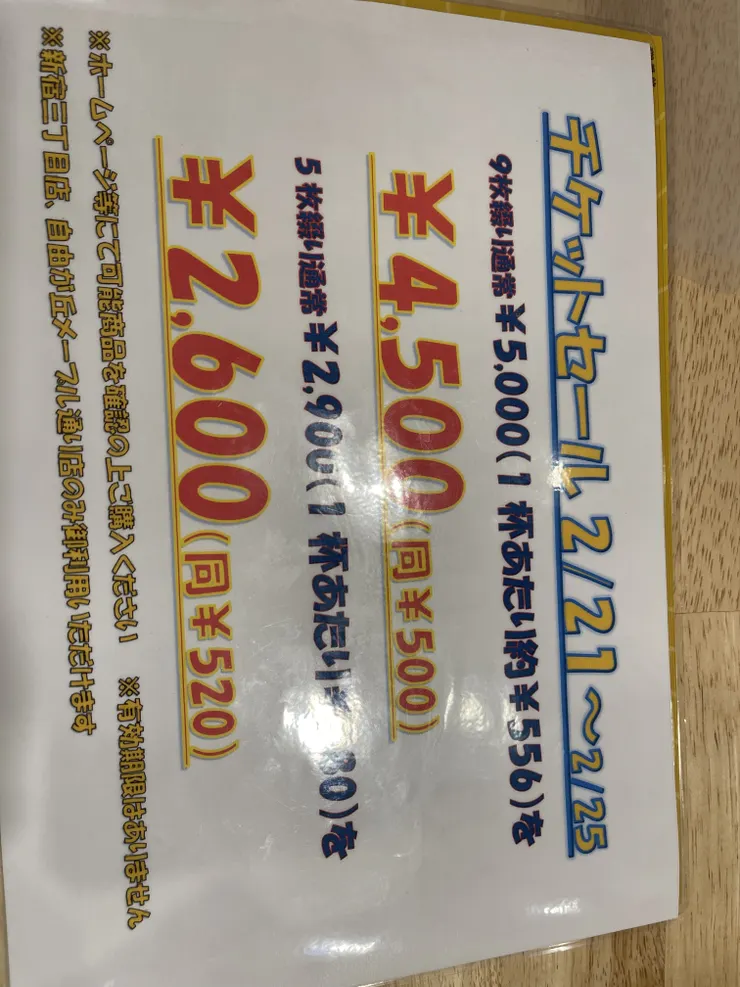 チケットセール 2/21～2/25
9枚綴り通常￥5,000(1 杯あたり約￥556)を
￥4,500(同￥500)
5枚綴り通常￥2,900(1 杯あたり 80)を
￥2,600(同￥520)
※ホームページ等にて可能商品を確認の上ご購入ください ※有効期限はありません
※新宿三丁目店、自由が丘メープル通り店のみ御利用いただけます